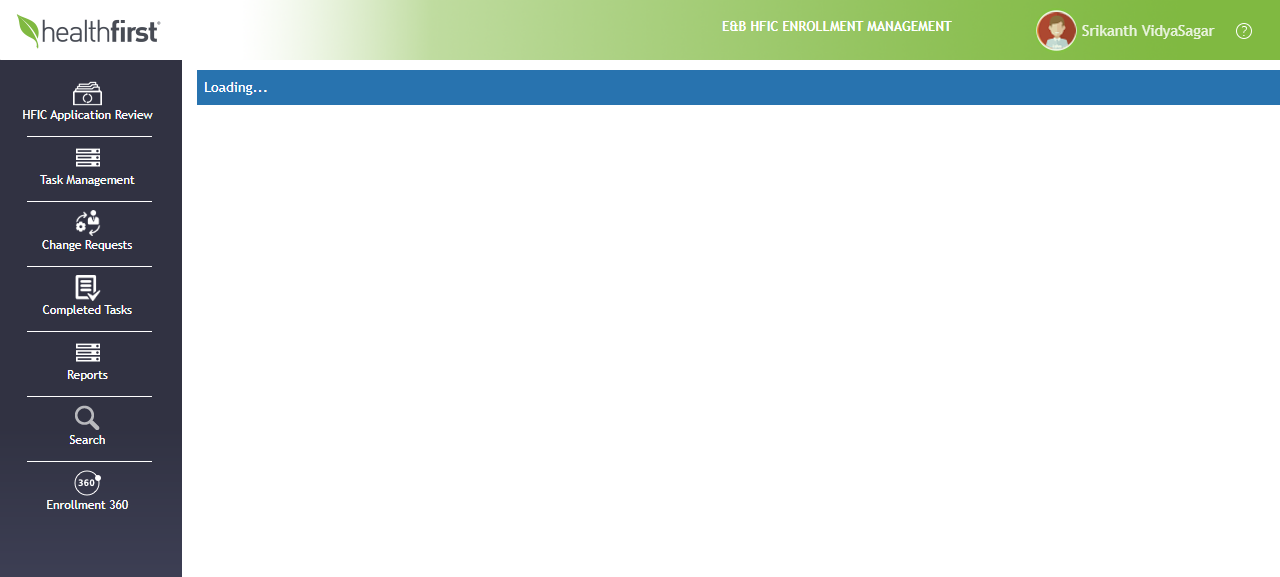 healthfirst
E&B HFIC ENROLLMENT MANAGEMENT
Srikanth VidyaSagar
?
Loading...
HFIC Application Review
Task Management
Change Requests
Completed Tasks
Reports
Search
360
Enrollment 360